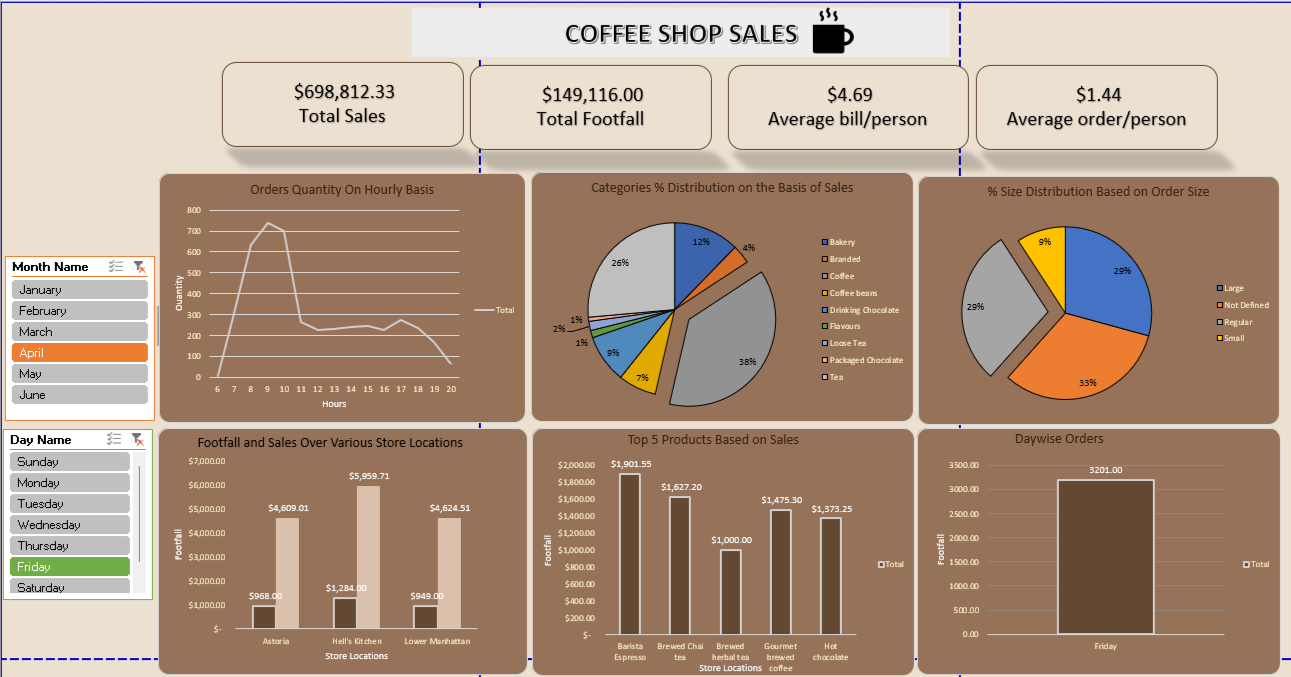 COFFEE SHOP SALES
$698,812.33
Total Sales
$149,116.00
Total Footfall
$4.69
Average bill/person
$1.44
Average order/person
Month Name
January
February
March
April
May
June
Day Name
Sunday
Monday
Tuesday
Wednesday
Thursday
Friday
Saturday
Orders Quantity On Hourly Basis
800
700
600
500
400
300
200
100
0
Quantity
6 7 8 9 10 11 12 13 14 15 16 17 18 19 20
Hours
Total
Categories % Distribution on the Basis of Sales
12%
4%
38%
7%
9%
1%
2%
1%
26%
Bakery
Branded
Coffee
Coffee beans
Drinking Chocolate
Flavours
Loose Tea
Packaged Chocolate
Tea
% Size Distribution Based on Order Size
29%
33%
29%
9%
Large
Not Defined
Regular
Small
Footfall and Sales Over Various Store Locations
$7,000.00
$6,000.00
$5,000.00
$4,000.00
$3,000.00
$2,000.00
$1,000.00
$-
Footfall
$968.00
$4,609.01
$1,284.00
$5,959.71
$949.00
$4,624.51
Astoria
Hell's Kitchen
Lower Manhattan
Store Locations
Top 5 Products Based on Sales
$2,000.00
$1,800.00
$1,600.00
$1,400.00
$1,200.00
$1,000.00
$800.00
$600.00
$400.00
$200.00
$-
Footfall
$1,901.55
$1,627.20
$1,000.00
$1,475.30
$1,373.25
Barista
Espresso
Brewed Chai
tea
Brewed
herbal tea
Gourmet
brewed
coffee
Hot
chocolate
Store Locations
Total
Daywise Orders
3500.00
3000.00
2500.00
2000.00
1500.00
1000.00
500.00
0.00
Footfall
3201.00
Friday
Total